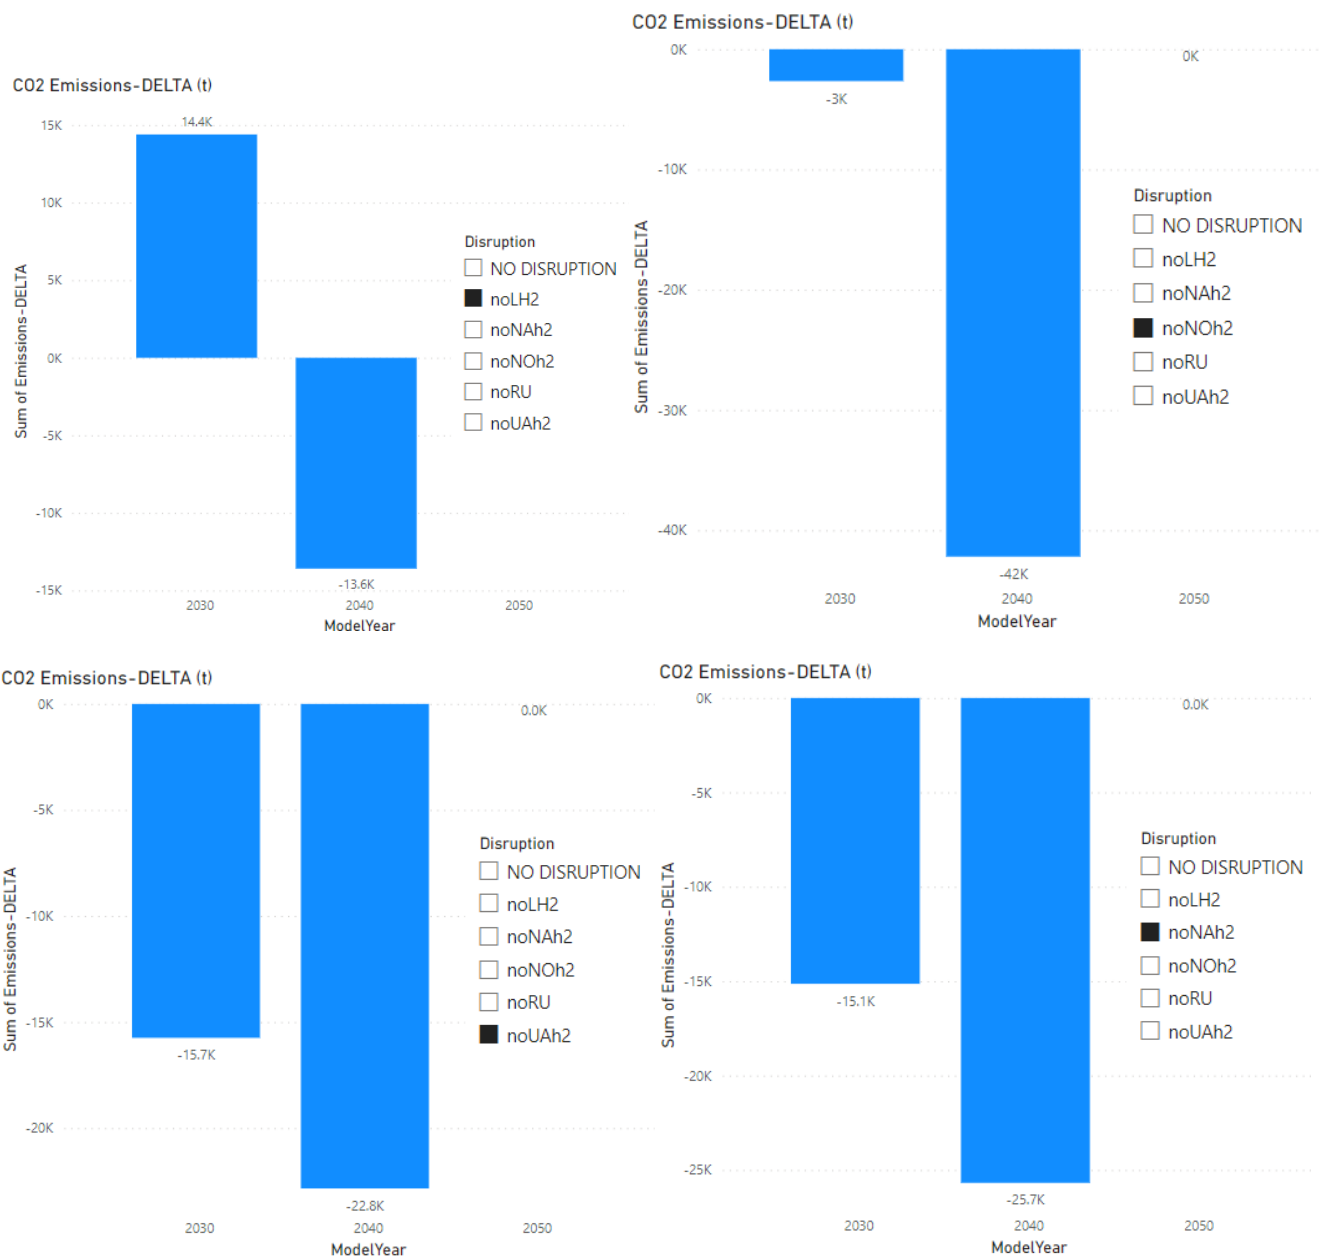 CO2 Emissions-DELTA (t)
15K
14.4K
10K
5K
0K
-5K
-10K
-15K
-13.6K
2030
2040
2050
ModelYear
Sum of Emissions-DELTA
Disruption
NO DISRUPTION
noLH2
noNAh2
noNOh2
noRU
noUAh2
CO2 Emissions-DELTA (t)
0K
0K
-3K
-10K
-20K
-30K
-40K
-42K
2030
2040
2050
ModelYear
Sum of Emissions-DELTA
Disruption
NO DISRUPTION
noLH2
noNAh2
noNOh2
noRU
noUAh2
CO2 Emissions-DELTA (t)
0K
0.0K
-5K
-10K
-15K
-15.7K
-20K
-22.8K
2030
2040
2050
ModelYear
Sum of Emissions-DELTA
Disruption
NO DISRUPTION
noLH2
noNAh2
noNOh2
noRU
noUAh2
CO2 Emissions-DELTA (t)
0K
0.0K
-5K
-10K
-15K
-15.1K
-20K
-25K
-25.7K
2030
2040
2050
ModelYear
Sum of Emissions-DELTA
Disruption
NO DISRUPTION
noLH2
noNAh2
noNOh2
noRU
noUAh2